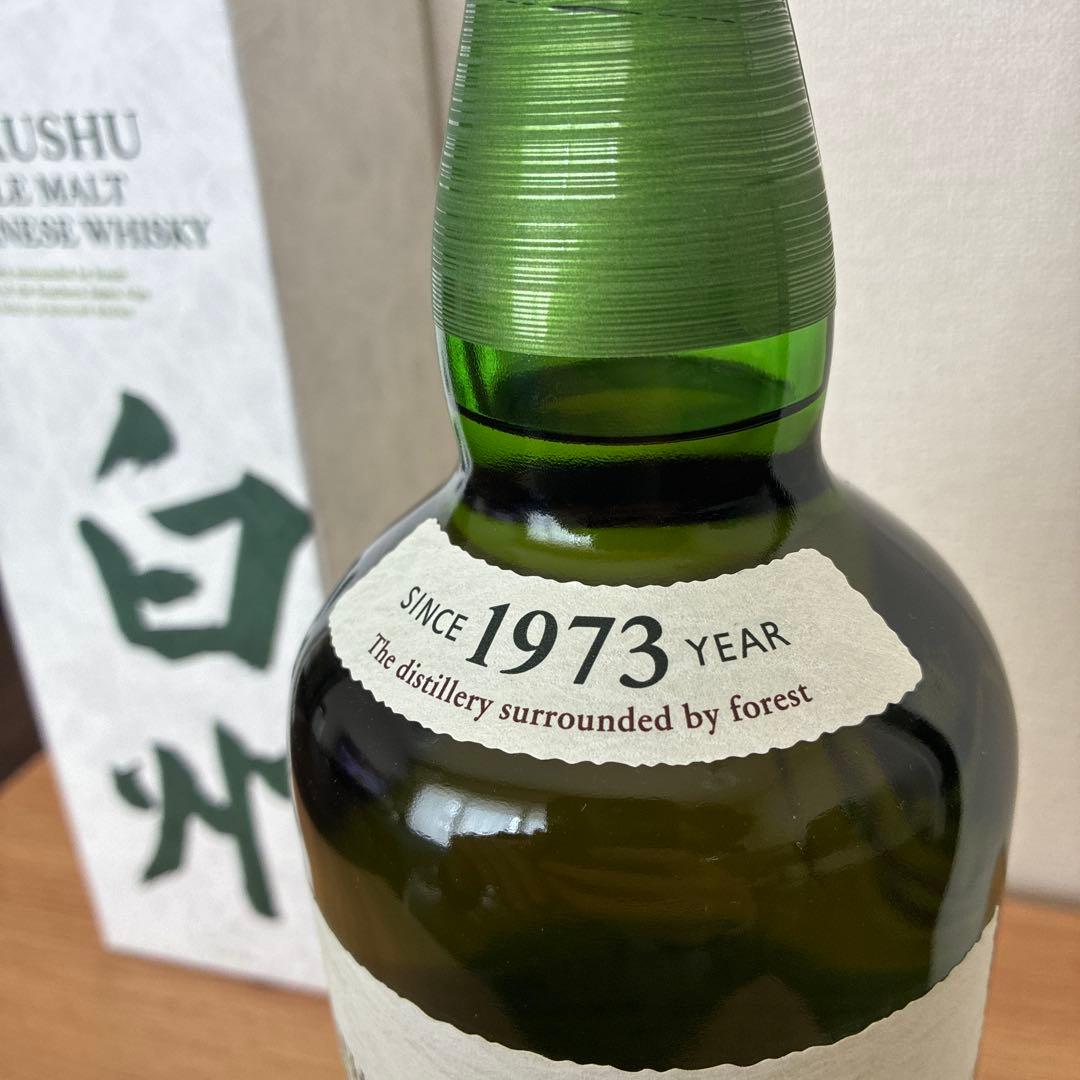 KUSHU
LE MALT
NESE WHISKY
白州
SINCE 1973 YEAR
The distillery surrounded by forest